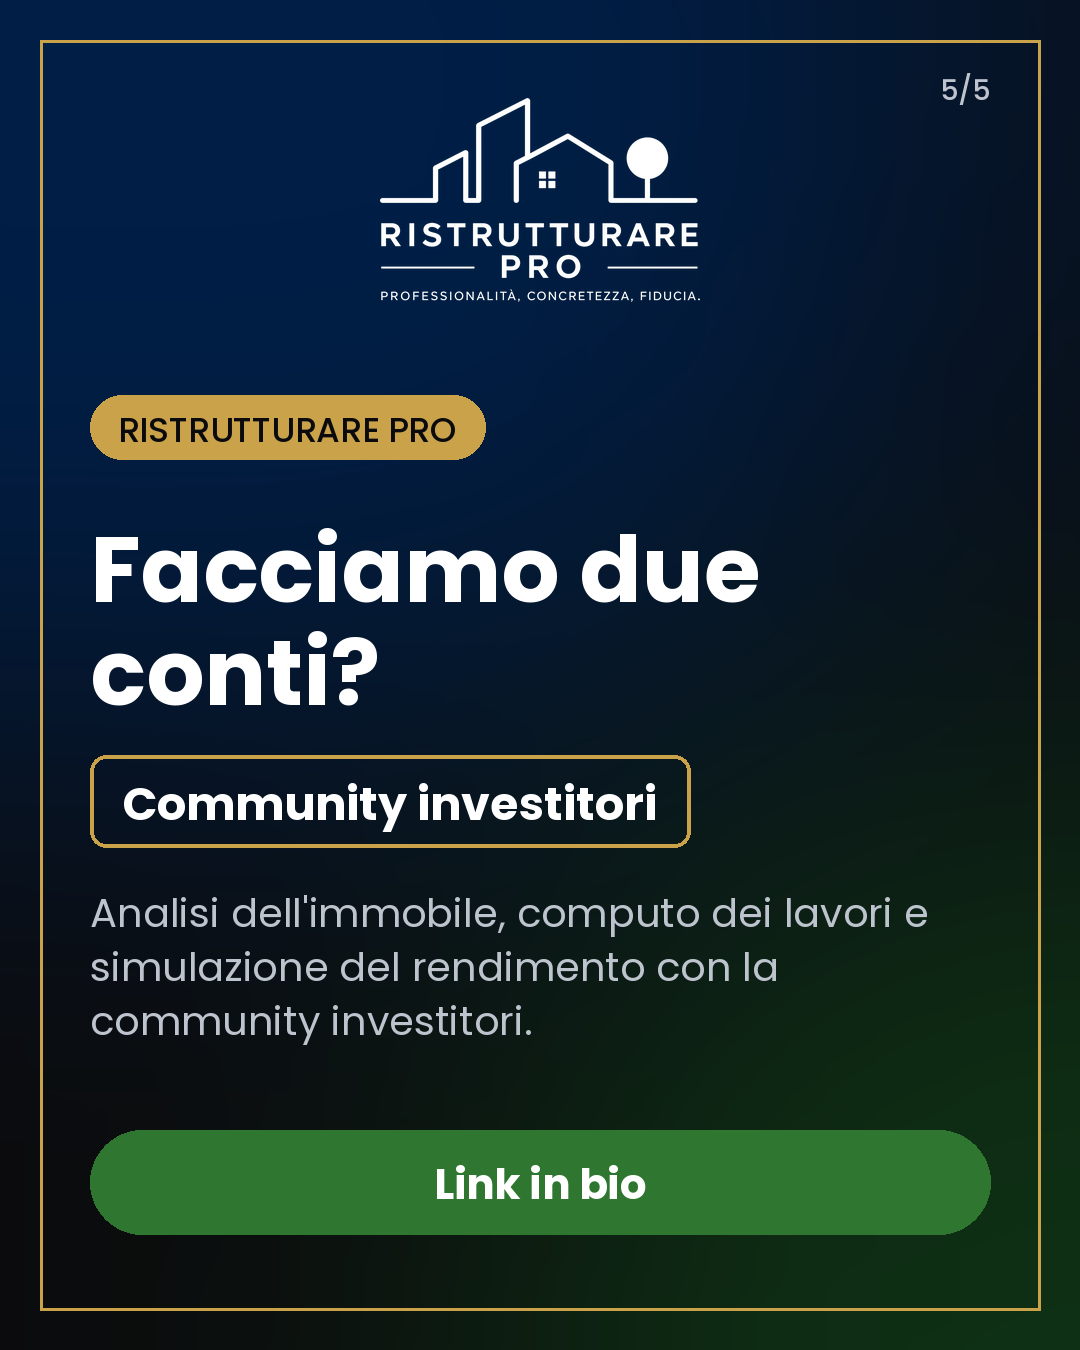 5/5
RISTRUTTURARE
PRO
PROFESSIONALITÀ, CONCRETEZZA, FIDUCIA.
RISTRUTTURARE PRO
Facciamo due
conti?
Community investitori
Analisi dell'immobile, computo dei lavori e
simulazione del rendimento con la
community investitori.
Link in bio